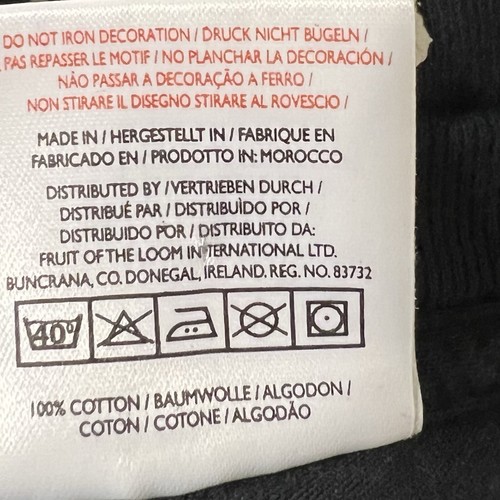 DO NOT IRON DECORATION / DRUCK NICHT BÜGELN /
PAS REPASSER LE MOTIF / NO PLANCHAR LA DECORACIÓN /
NÃO PASSAR A DECORAÇÃO A FERRO /
NON STIRARE IL DISEGNO STIRARE AL ROVESCIO /
MADE IN / HERGESTELLT IN / FABRIQUE EN
FABRICADO EN / PRODOTTO IN: MOROCCO
DISTRIBUTED BY / VERTRIEBEN DURCH /
DISTRIBUÉ PAR / DISTRIBUÌDO POR /
DISTRIBUIDO POR / DISTRIBUITO DA:
FRUIT OF THE LOOM INTERNATIONAL LTD.
BUNCRANA, CO. DONEGAL, IRELAND. REG. NO. 83732
40°
100% COTTON / BAUMWOLLE / ALGODON /
COTON / COTONE / ALGODÃO